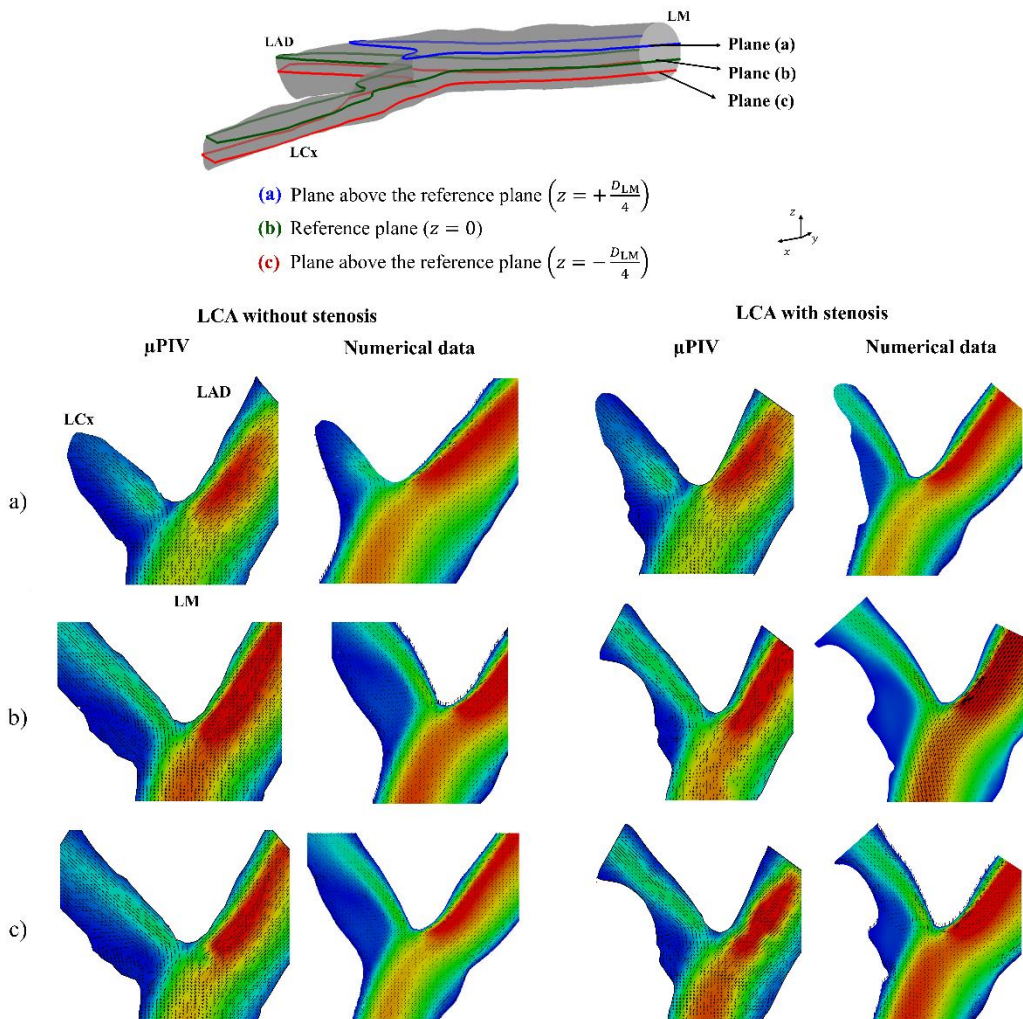 LM
LAD
Plane (a)
Plane (b)
Plane (c)
LCx
(a) Plane above the reference plane (z = +D_LM/4)
(b) Reference plane (z = 0)
(c) Plane above the reference plane (z = −D_LM/4)
z
y
x
LCA without stenosis
LCA with stenosis
µPIV
Numerical data
µPIV
Numerical data
LAD
LCx
a)
LM
b)
c)